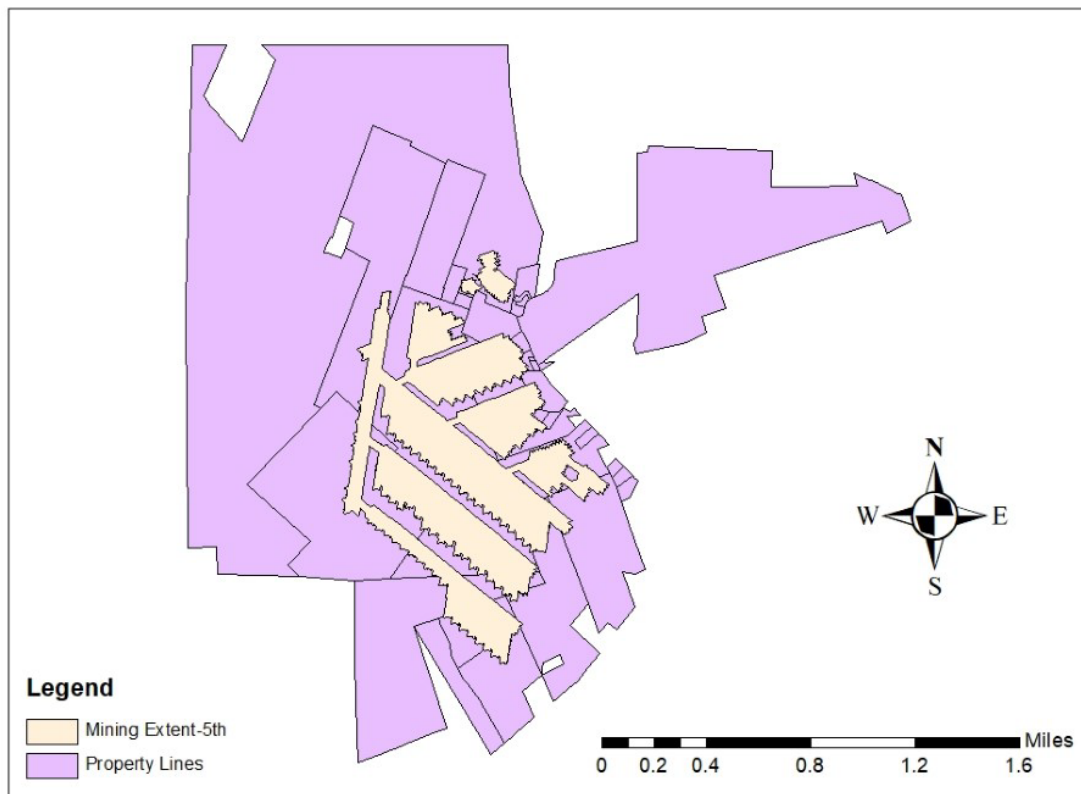 N
W E
S
Legend
Mining Extent-5th
Property Lines
Miles
0 0.2 0.4 0.8 1.2 1.6